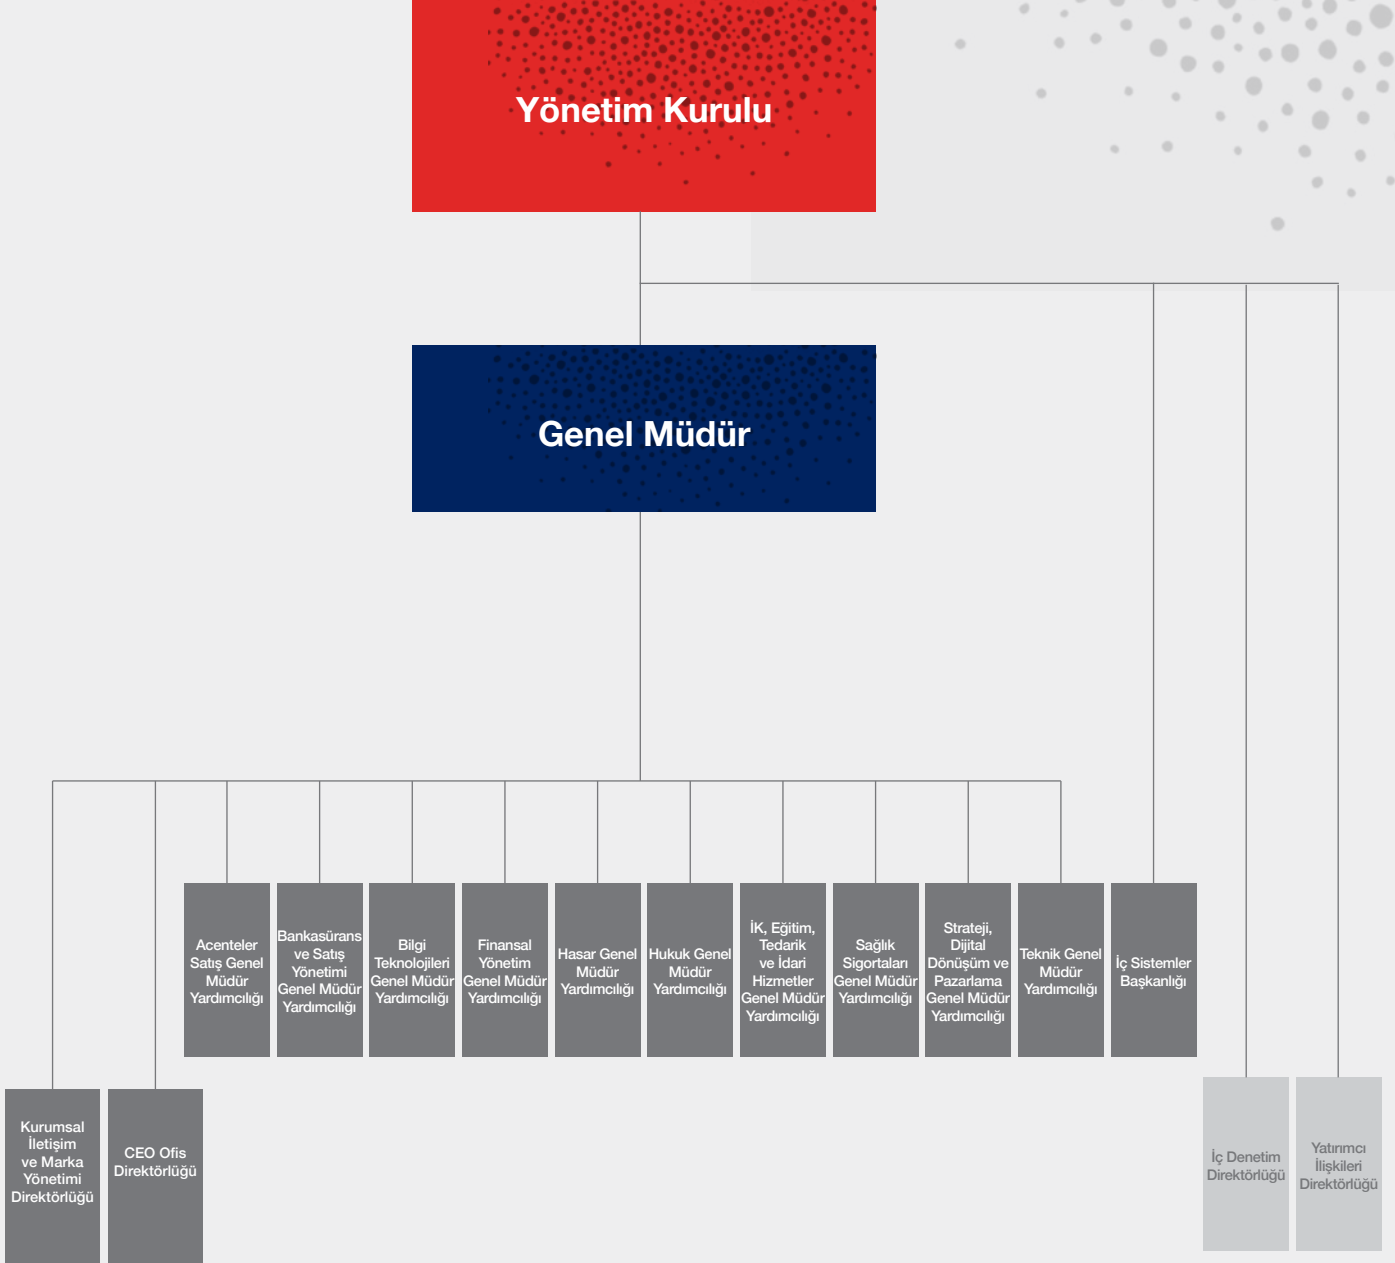 Yönetim Kurulu
Genel Müdür
Acenteler
Satış Genel
Müdür
Yardımcılığı
Bankasürans
ve Satış
Yönetimi
Genel Müdür
Yardımcılığı
Bilgi
Teknolojileri
Genel Müdür
Yardımcılığı
Finansal
Yönetim
Genel Müdür
Yardımcılığı
Hasar Genel
Müdür
Yardımcılığı
Hukuk Genel
Müdür
Yardımcılığı
İK, Eğitim,
Tedarik
ve İdari
Hizmetler
Genel Müdür
Yardımcılığı
Sağlık
Sigortaları
Genel Müdür
Yardımcılığı
Strateji,
Dijital
Dönüşüm ve
Pazarlama
Genel Müdür
Yardımcılığı
Teknik Genel
Müdür
Yardımcılığı
İç Sistemler
Başkanlığı
Kurumsal
İletişim
ve Marka
Yönetimi
Direktörlüğü
CEO Ofis
Direktörlüğü
İç Denetim
Direktörlüğü
Yatırımcı
İlişkileri
Direktörlüğü